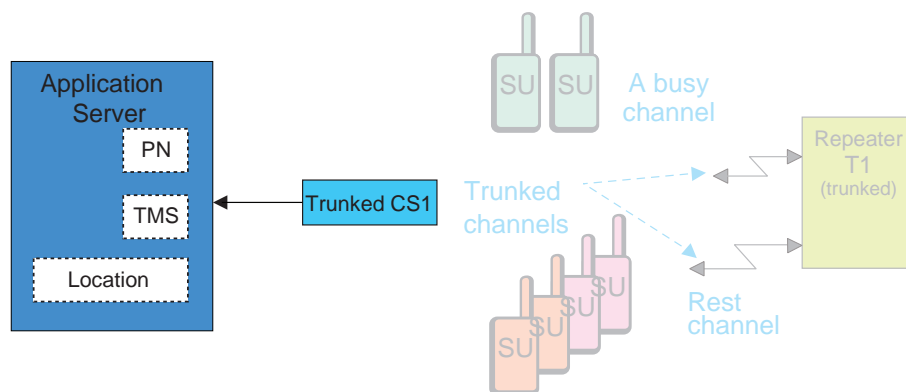 Application
Server
PN
TMS
Location
Trunked CS1
SU
SU
A busy
channel
Trunked
channels
SU
SU
SU
SU
Rest
channel
Repeater
T1
(trunked)